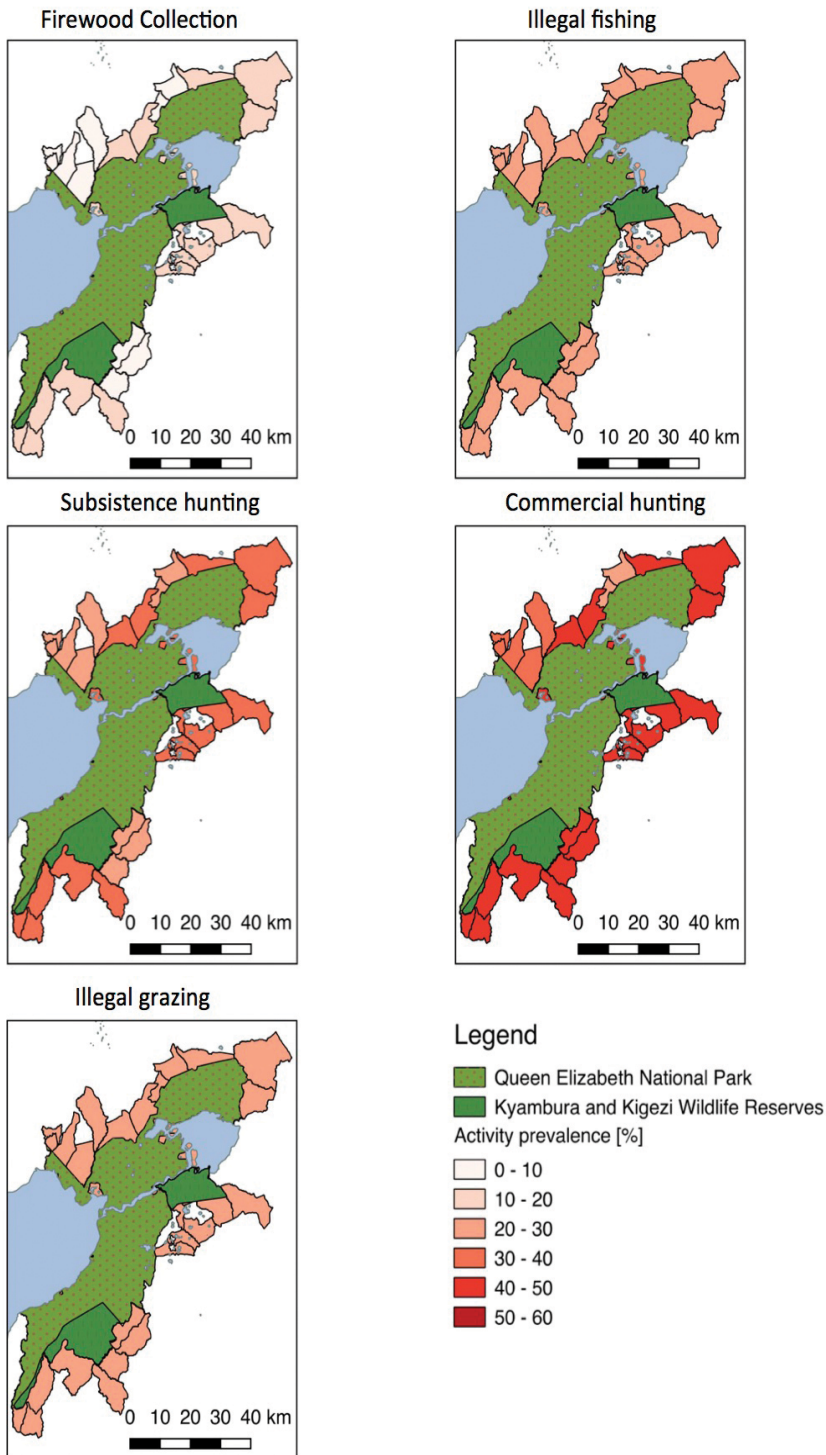 Firewood Collection
Illegal fishing
0 10 20 30 40 km
0 10 20 30 40 km
Subsistence hunting
Commercial hunting
0 10 20 30 40 km
0 10 20 30 40 km
Illegal grazing
0 10 20 30 40 km
Legend
Queen Elizabeth National Park
Kyambura and Kigezi Wildlife Reserves
Activity prevalence [%]
0 - 10
10 - 20
20 - 30
30 - 40
40 - 50
50 - 60